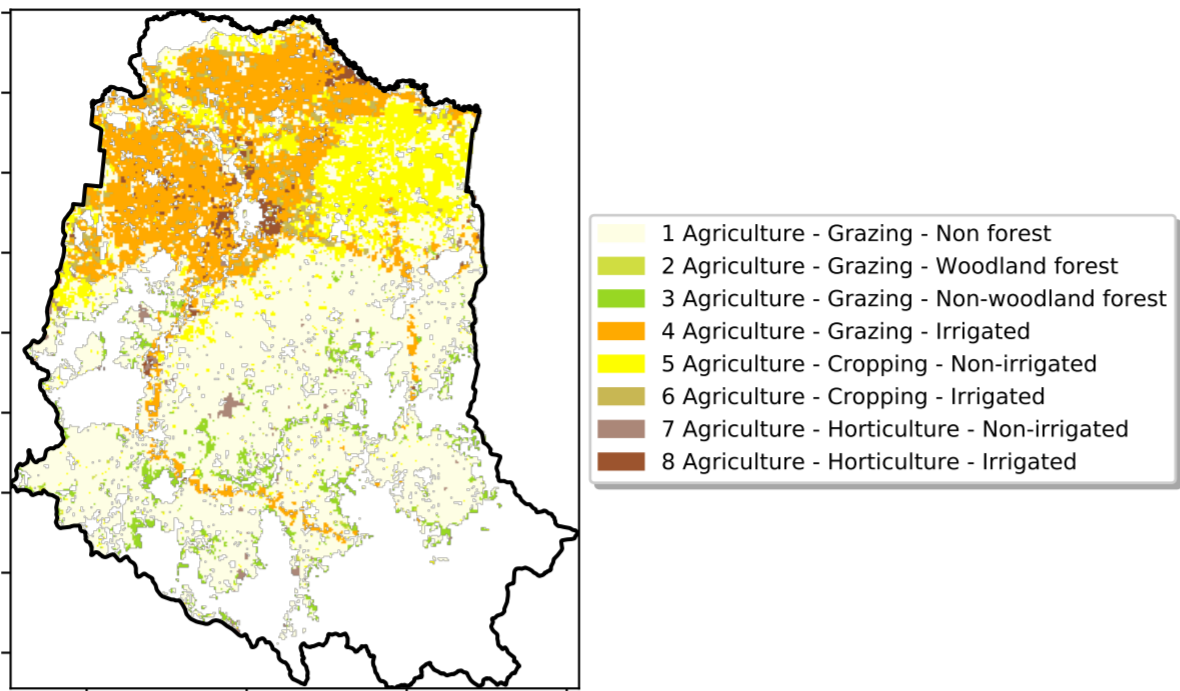 1 Agriculture - Grazing - Non forest
2 Agriculture - Grazing - Woodland forest
3 Agriculture - Grazing - Non-woodland forest
4 Agriculture - Grazing - Irrigated
5 Agriculture - Cropping - Non-irrigated
6 Agriculture - Cropping - Irrigated
7 Agriculture - Horticulture - Non-irrigated
8 Agriculture - Horticulture - Irrigated